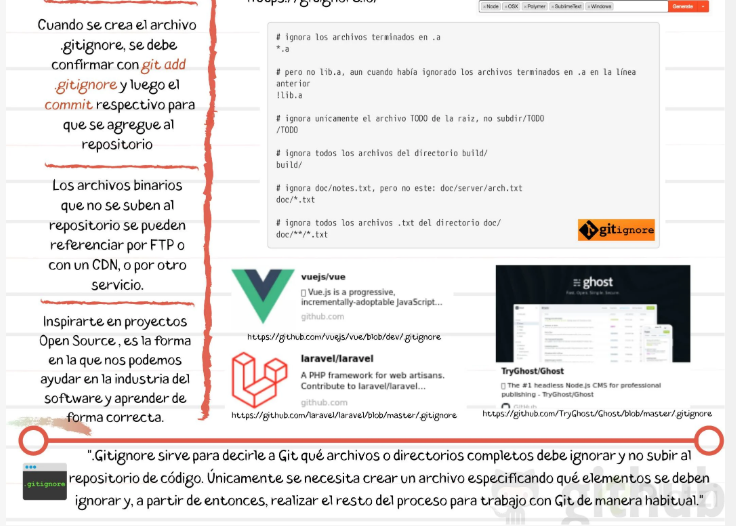 Node OSX Polymer SublimeText Windows Generate
Cuando se crea el archivo
.gitignore, se debe
confirmar con git add
.gitignore y luego el
commit respectivo para
que se agregue al
repositorio
Los archivos binarios
que no se suben al
repositorio se pueden
referenciar por FTP o
con un CDN, o por otro
servicio.
Inspirarte en proyectos
Open Source , es la forma
en la que nos podemos
ayudar en la industria del
software y aprender de
forma correcta.
# ignora los archivos terminados en .a
*.a
# pero no lib.a, aun cuando había ignorado los archivos terminados en .a en la línea
anterior
!lib.a
# ignora unicamente el archivo TODO de la raiz, no subdir/TODO
/TODO
# ignora todos los archivos del directorio build/
build/
# ignora doc/notes.txt, pero no este: doc/server/arch.txt
doc/*.txt
# ignora todos los archivos .txt del directorio doc/
doc/**/*.txt
gitignore
vuejs/vue
Vue.js is a progressive,
incrementally-adoptable JavaScript...
github.com
https://github.com/vuejs/vue/blob/dev/.gitignore
laravel/laravel
A PHP framework for web artisans.
Contribute to laravel/laravel...
github.com
https://github.com/laravel/laravel/blob/master/.gitignore
ghost
TryGhost/Ghost
The #1 headless Node.js CMS for professional
publishing - TryGhost/Ghost
GitHub
https://github.com/TryGhost/Ghost/blob/master/.gitignore
".Gitignore sirve para decirle a Git qué archivos o directorios completos debe ignorar y no subir al
repositorio de código. Únicamente se necesita crear un archivo especificando qué elementos se deben
ignorar y, a partir de entonces, realizar el resto del proceso para trabajo con Git de manera habitual."
.gitignore
github